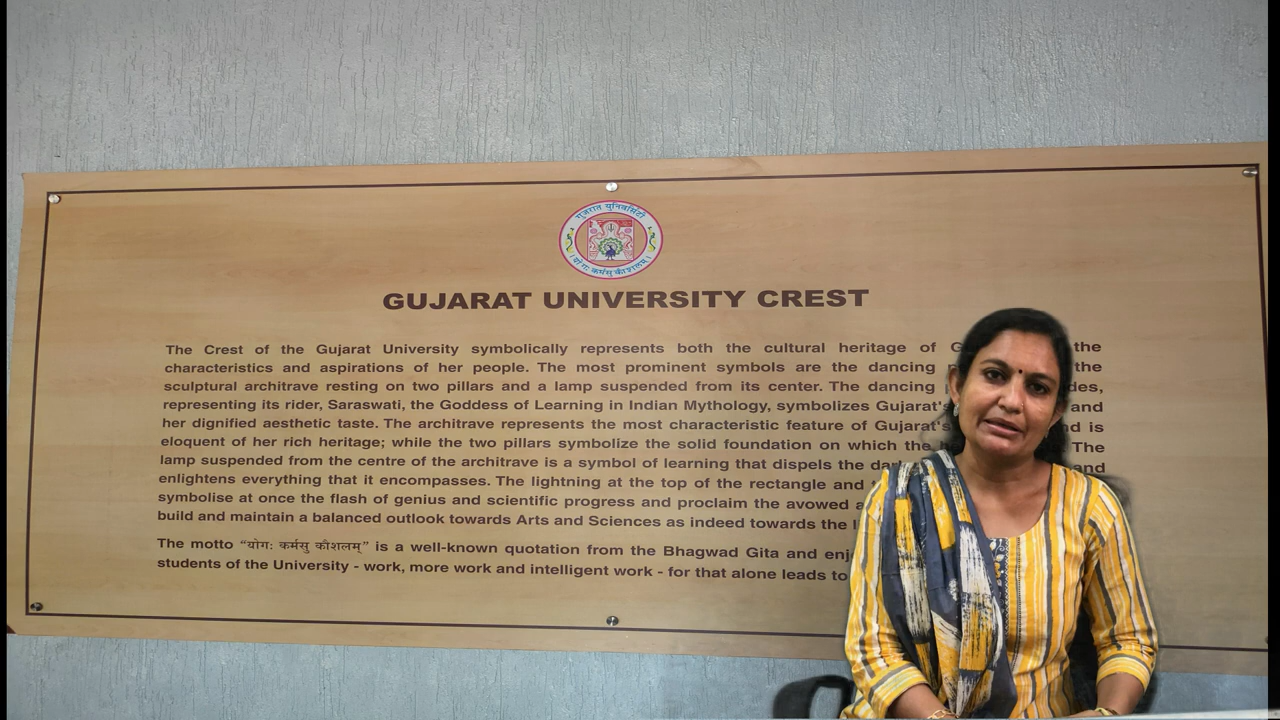 गुजरात युनिवर्सिटी
।योगः कर्मसु कौशलम्।
GUJARAT UNIVERSITY CREST
The Crest of the Gujarat University symbolically represents both the cultural heritage of the
characteristics and aspirations of her people. The most prominent symbols are the dancing the
sculptural architrave resting on two pillars and a lamp suspended from its center. The dancing
representing its rider, Saraswati, the Goddess of Learning in Indian Mythology, symbolizes Gujarat's and
her dignified aesthetic taste. The architrave represents the most characteristic feature of Gujarat's is
eloquent of her rich heritage; while the two pillars symbolize the solid foundation on which the The
lamp suspended from the centre of the architrave is a symbol of learning that dispels the and
enlightens everything that it encompasses. The lightning at the top of the rectangle and
symbolise at once the flash of genius and scientific progress and proclaim the avowed
build and maintain a balanced outlook towards Arts and Sciences as indeed towards the
The motto “योगः कर्मसु कौशलम्” is a well-known quotation from the Bhagwad Gita and
students of the University - work, more work and intelligent work - for that alone leads to